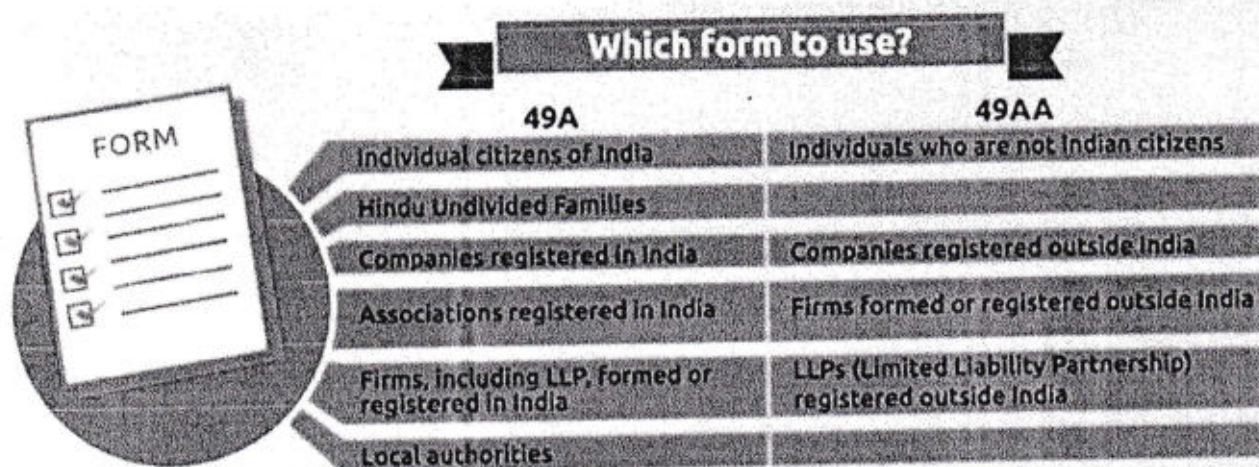 Which form to use?
FORM
49A
49AA
Individual citizens of India
Individuals who are not Indian citizens
Hindu Undivided Families
Companies registered in India
Companies registered outside India
Associations registered in India
Firms formed or registered outside India
Firms, including LLP, formed or
registered in India
LLPs (Limited Liability Partnership)
registered outside India
Local authorities